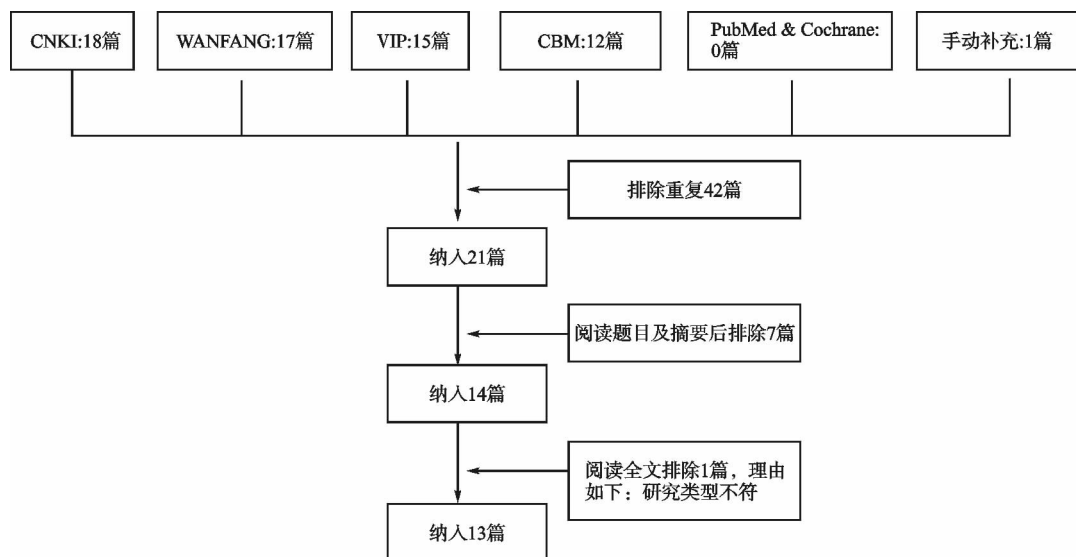 CNKI:18篇
WANFANG:17篇
VIP:15篇
CBM:12篇
PubMed & Cochrane:
0篇
手动补充:1篇
排除重复42篇
纳入21篇
阅读题目及摘要后排除7篇
纳入14篇
阅读全文排除1篇，理由
如下：研究类型不符
纳入13篇